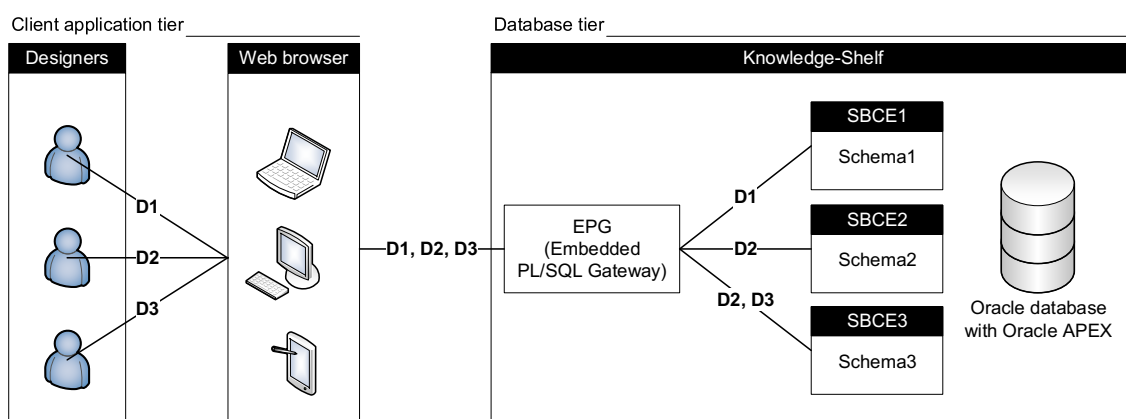 Client application tier
Database tier
Designers
Web browser
Knowledge-Shelf
D1
D2
D3
D1, D2, D3
EPG
(Embedded
PL/SQL Gateway)
D1
D2
D2, D3
SBCE1
Schema1
SBCE2
Schema2
SBCE3
Schema3
Oracle database
with Oracle APEX